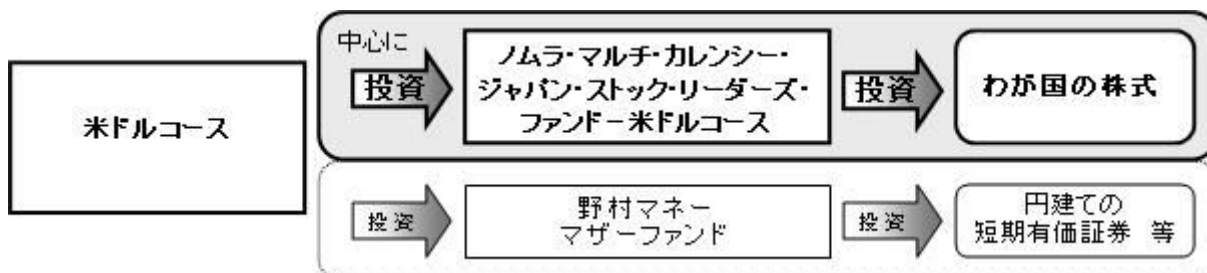 米ドルコース
中心に
投資
ノムラ・マルチ・カレンシー・
ジャパン・ストック・リーダーズ・
ファンド－米ドルコース
投資
わが国の株式
投資
野村マネー
マザーファンド
投資
円建ての
短期有価証券 等